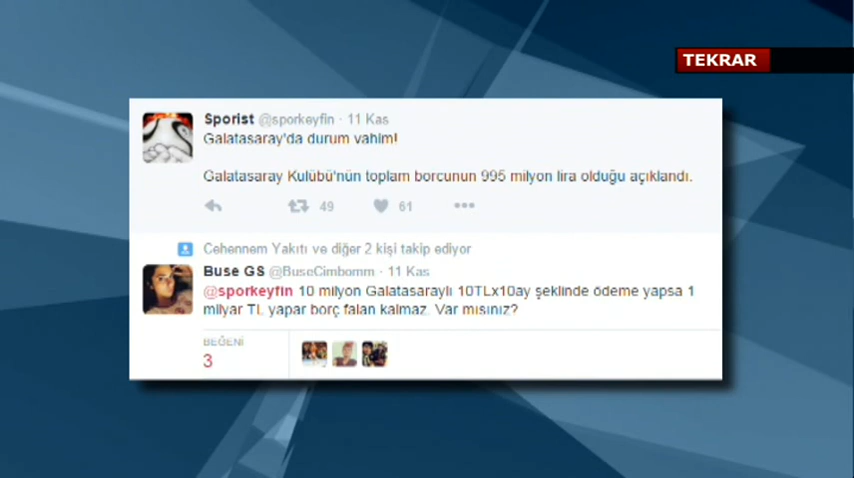 TEKRAR
Sporist @sporkeyfin · 11 Kas
Galatasaray'da durum vahim!
Galatasaray Kulübü'nün toplam borcunun 995 milyon lira olduğu açıklandı.
49 61
Cehennem Yakıtı ve diğer 2 kişi takip ediyor
Buse GS @BuseCimbomm · 11 Kas
@sporkeyfin 10 milyon Galatasaraylı 10TLx10ay şeklinde ödeme yapsa 1
milyar TL yapar borç falan kalmaz. Var mısınız?
BEĞENİ
3